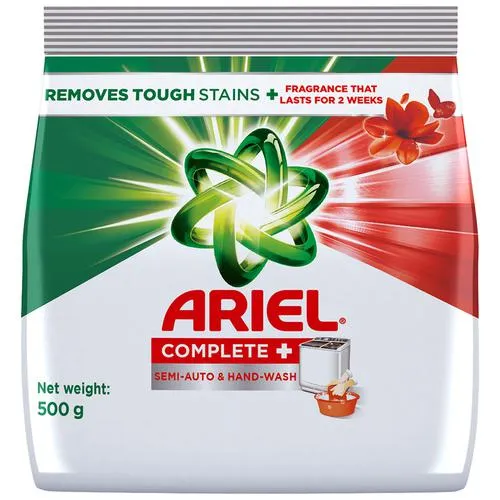 REMOVES TOUGH STAINS +
FRAGRANCE THAT
LASTS FOR 2 WEEKS
ARIEL®
COMPLETE +
SEMI-AUTO & HAND-WASH
Net weight:
500 g